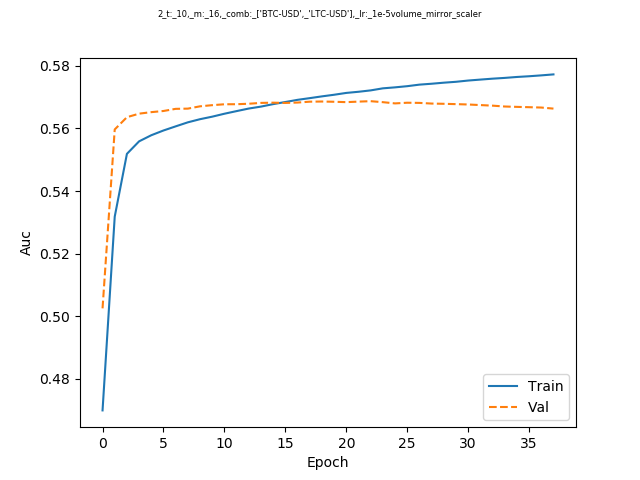 2_t:_10,_m:_16,_comb:_['BTC-USD',_'LTC-USD'],_lr:_1e-5volume_mirror_scaler
0.58
0.56
0.54
0.52
0.50
0.48
Auc
Train
Val
0 5 10 15 20 25 30 35
Epoch